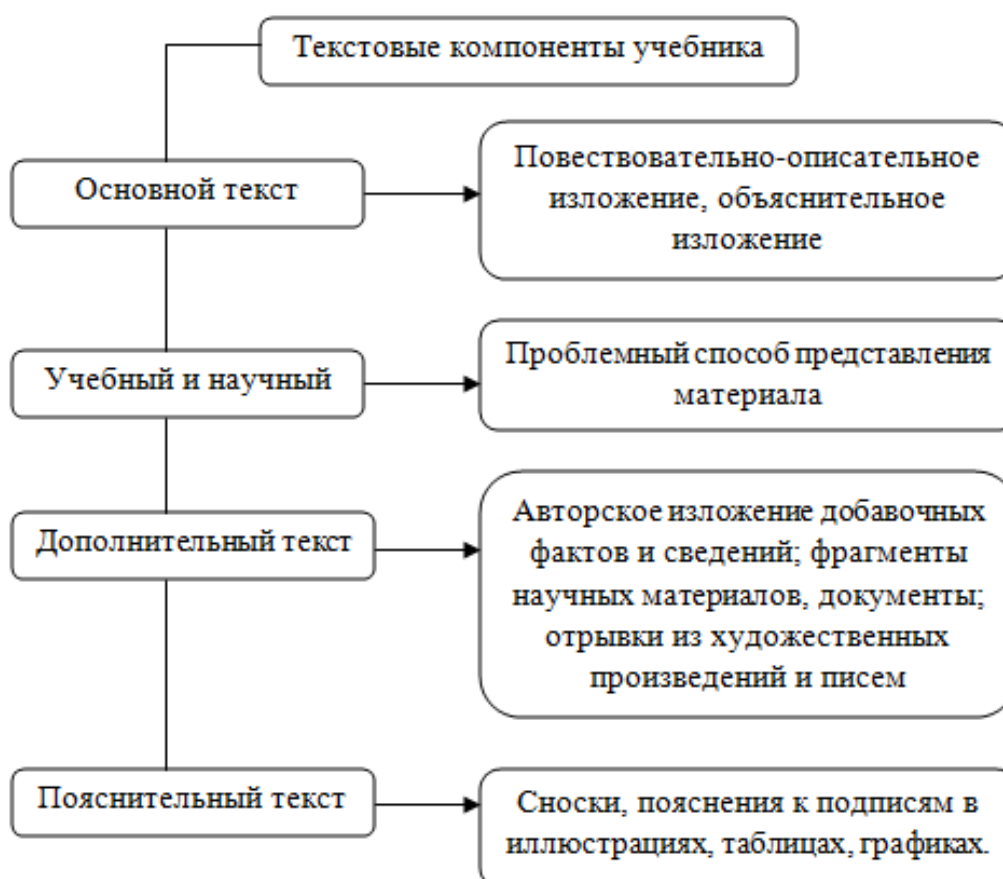 Текстовые компоненты учебника
Основной текст
Повествовательно-описательное
изложение, объяснительное
изложение
Учебный и научный
Проблемный способ представления
материала
Дополнительный текст
Авторское изложение добавочных
фактов и сведений; фрагменты
научных материалов, документы;
отрывки из художественных
произведений и писем
Пояснительный текст
Сноски, пояснения к подписям в
иллюстрациях, таблицах, графиках.